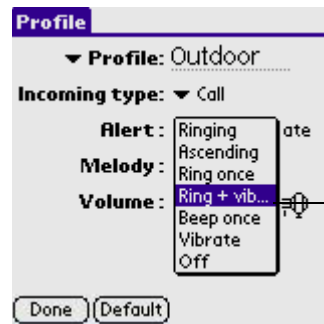 Profile
Profile: Outdoor
Incoming type: Call
Alert: Ringing ate
Ascending
Melody: Ring once
Volume: Ring + vib...
Beep once
Vibrate
Off
Done Default